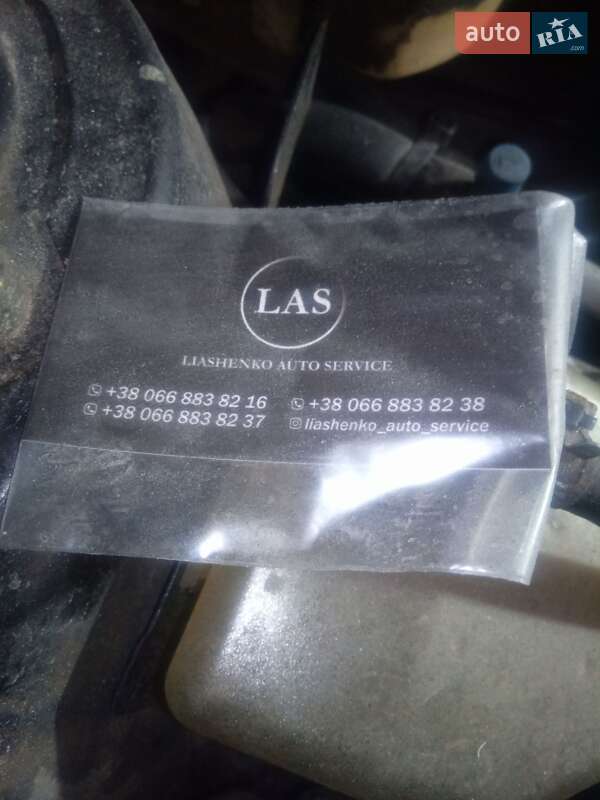 auto RIA.com
LAS
LIASHENKO AUTO SERVICE
+38 066 883 82 16 +38 066 883 82 38
+38 066 883 82 37 liashenko_auto_service